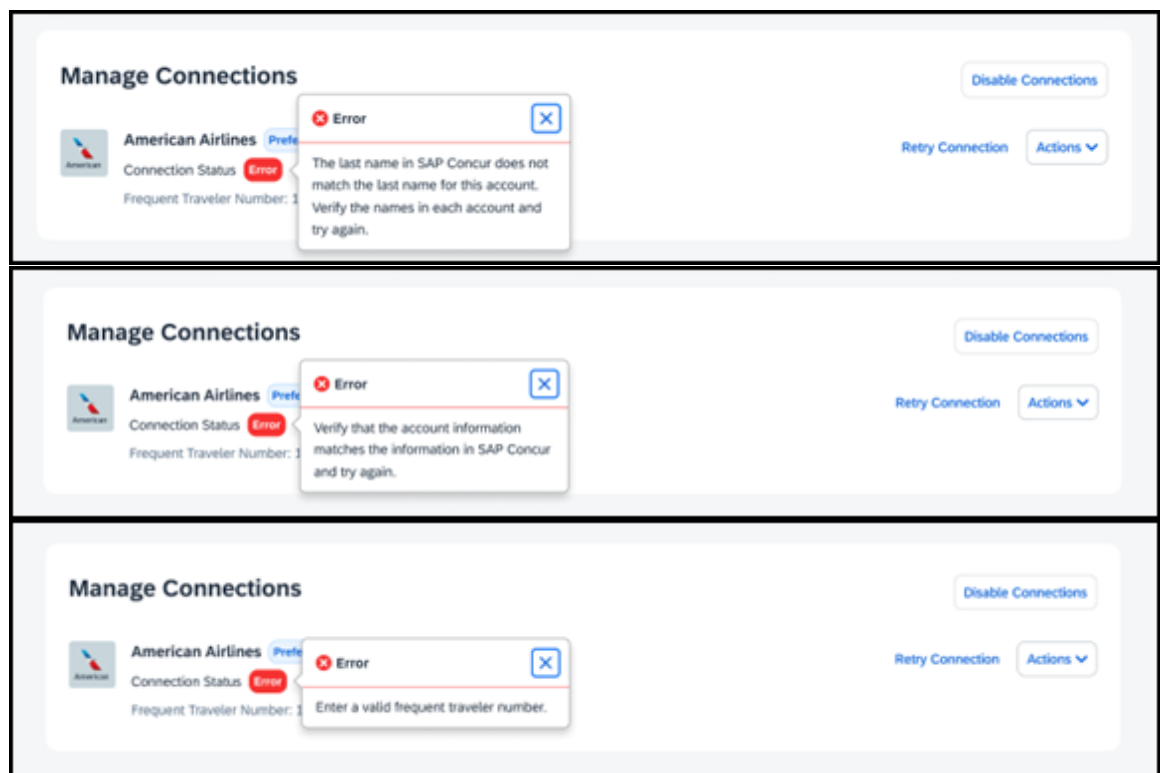 Manage Connections
Disable Connections
Error
American Airlines Prefe
Retry Connection
Actions
American
Connection Status Error
The last name in SAP Concur does not
match the last name for this account.
Verify the names in each account and
try again.
Frequent Traveler Number: 1
Manage Connections
Disable Connections
Error
American Airlines Prefe
Retry Connection
Actions
American
Connection Status Error
Verify that the account information
matches the information in SAP Concur
and try again.
Frequent Traveler Number: 1
Manage Connections
Disable Connections
American Airlines Prefe
Error
Retry Connection
Actions
American
Connection Status Error
Enter a valid frequent traveler number.
Frequent Traveler Number: 1